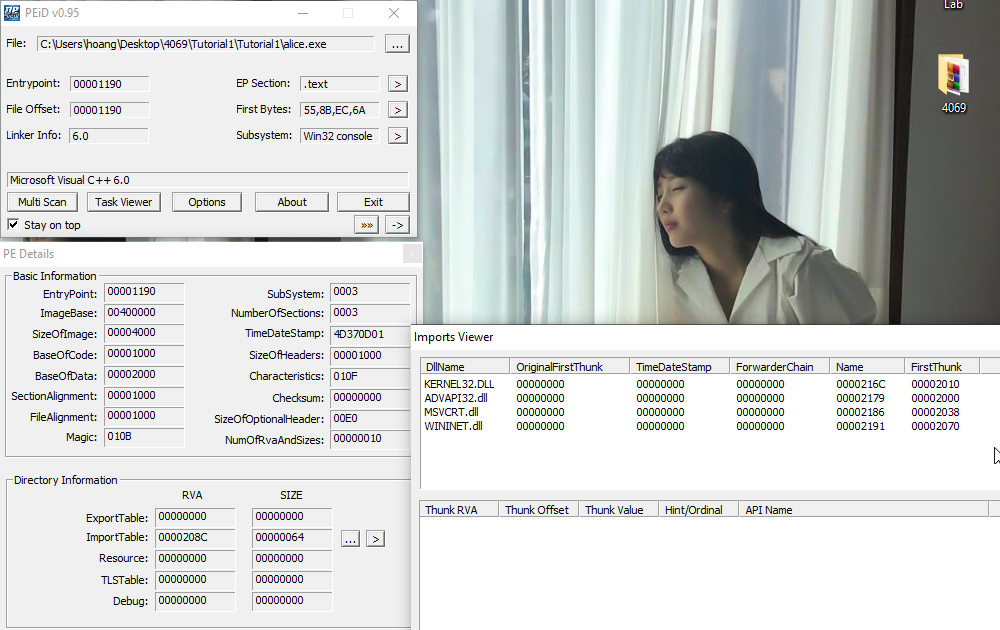 PEiD v0.95
File: C:\Users\hoang\Desktop\4069\Tutorial1\Tutorial1\alice.exe ...
Entrypoint: 00001190 EP Section: .text >
File Offset: 00001190 First Bytes: 55,8B,EC,6A >
Linker Info: 6.0 Subsystem: Win32 console >
Microsoft Visual C++ 6.0
Multi Scan Task Viewer Options About Exit
Stay on top »» ->
Lab
4069
PE Details
Basic Information
EntryPoint: 00001190 SubSystem: 0003
ImageBase: 00400000 NumberOfSections: 0003
SizeOfImage: 00004000 TimeDateStamp: 4D370D01
BaseOfCode: 00001000 SizeOfHeaders: 00001000
BaseOfData: 00002000 Characteristics: 010F
SectionAlignment: 00001000 Checksum: 00000000
FileAlignment: 00001000 SizeOfOptionalHeader: 00E0
Magic: 010B NumOfRvaAndSizes: 00000010
Directory Information
RVA SIZE
ExportTable: 00000000 00000000
ImportTable: 0000208C 00000064 ... >
Resource: 00000000 00000000
TLSTable: 00000000 00000000
Debug: 00000000 00000000
Imports Viewer
DllName OriginalFirstThunk TimeDateStamp ForwarderChain Name FirstThunk
KERNEL32.DLL 00000000 00000000 00000000 0000216C 00002010
ADVAPI32.dll 00000000 00000000 00000000 00002179 00002000
MSVCRT.dll 00000000 00000000 00000000 00002186 00002038
WININET.dll 00000000 00000000 00000000 00002191 00002070
Thunk RVA Thunk Offset Thunk Value Hint/Ordinal API Name